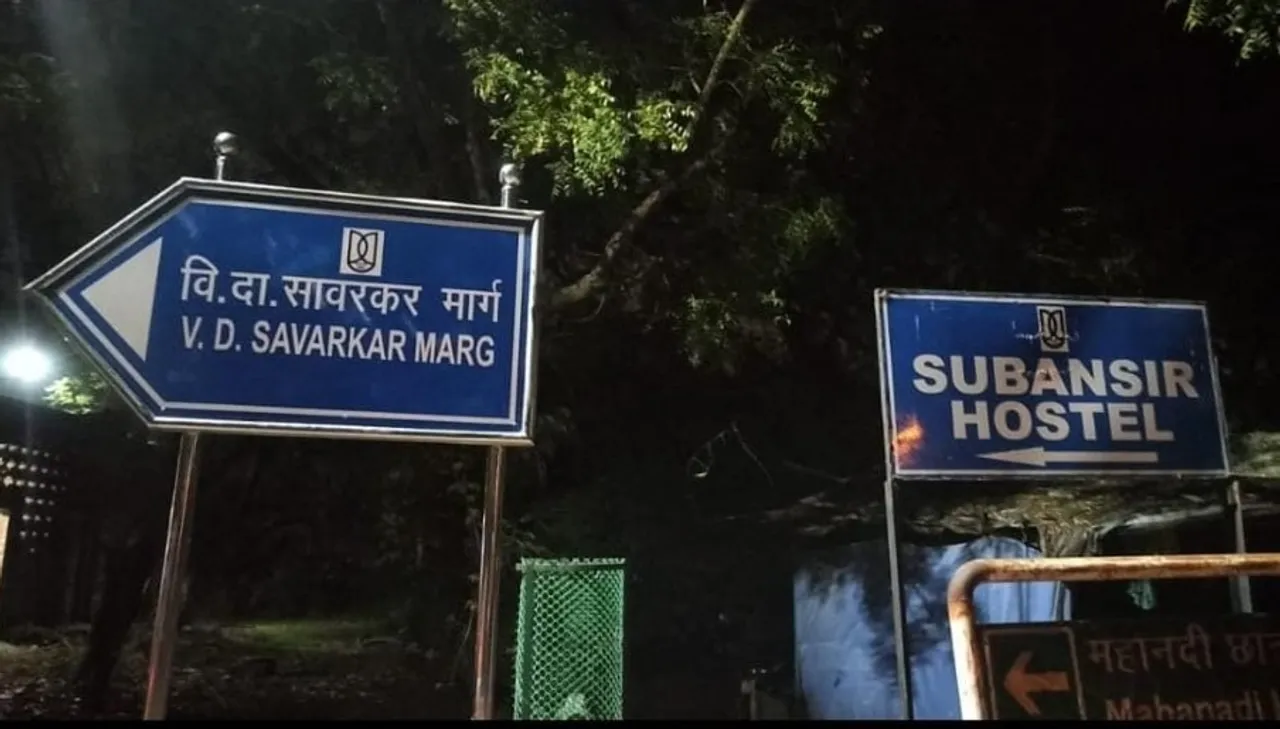 वि.दा.सावरकर मार्ग
V. D. SAVARKAR MARG
SUBANSIR
HOSTEL
महानदी
Mahanadi